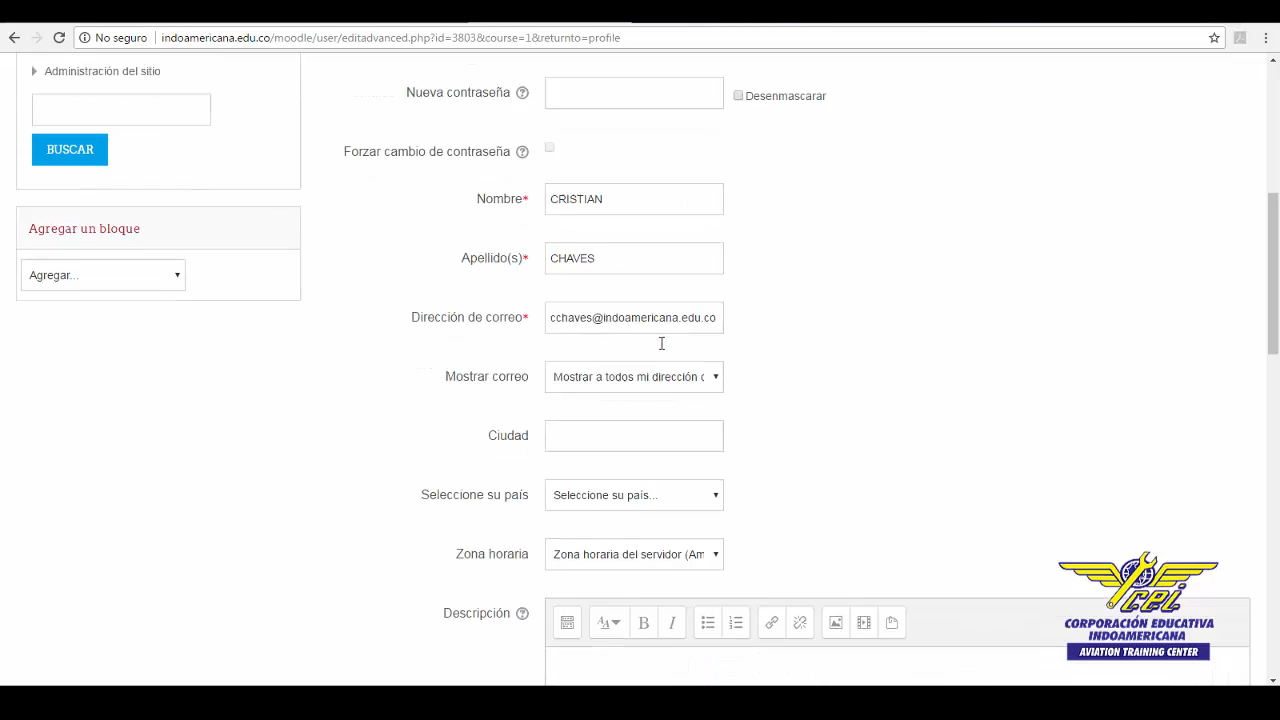 No seguro
indoamericana.edu.co/moodle/user/editadvanced.php?id=3803&course=1&returnto=profile
Administración del sitio
BUSCAR
Agregar un bloque
Agregar...
Nueva contraseña
Desenmascarar
Forzar cambio de contraseña
Nombre* CRISTIAN
Apellido(s)* CHAVES
Dirección de correo* cchaves@indoamericana.edu.co
Mostrar correo Mostrar a todos mi dirección c
Ciudad
Seleccione su país Seleccione su país...
Zona horaria Zona horaria del servidor (Am
Descripción
B I
cei
CORPORACIÓN EDUCATIVA
INDOAMERICANA
AVIATION TRAINING CENTER